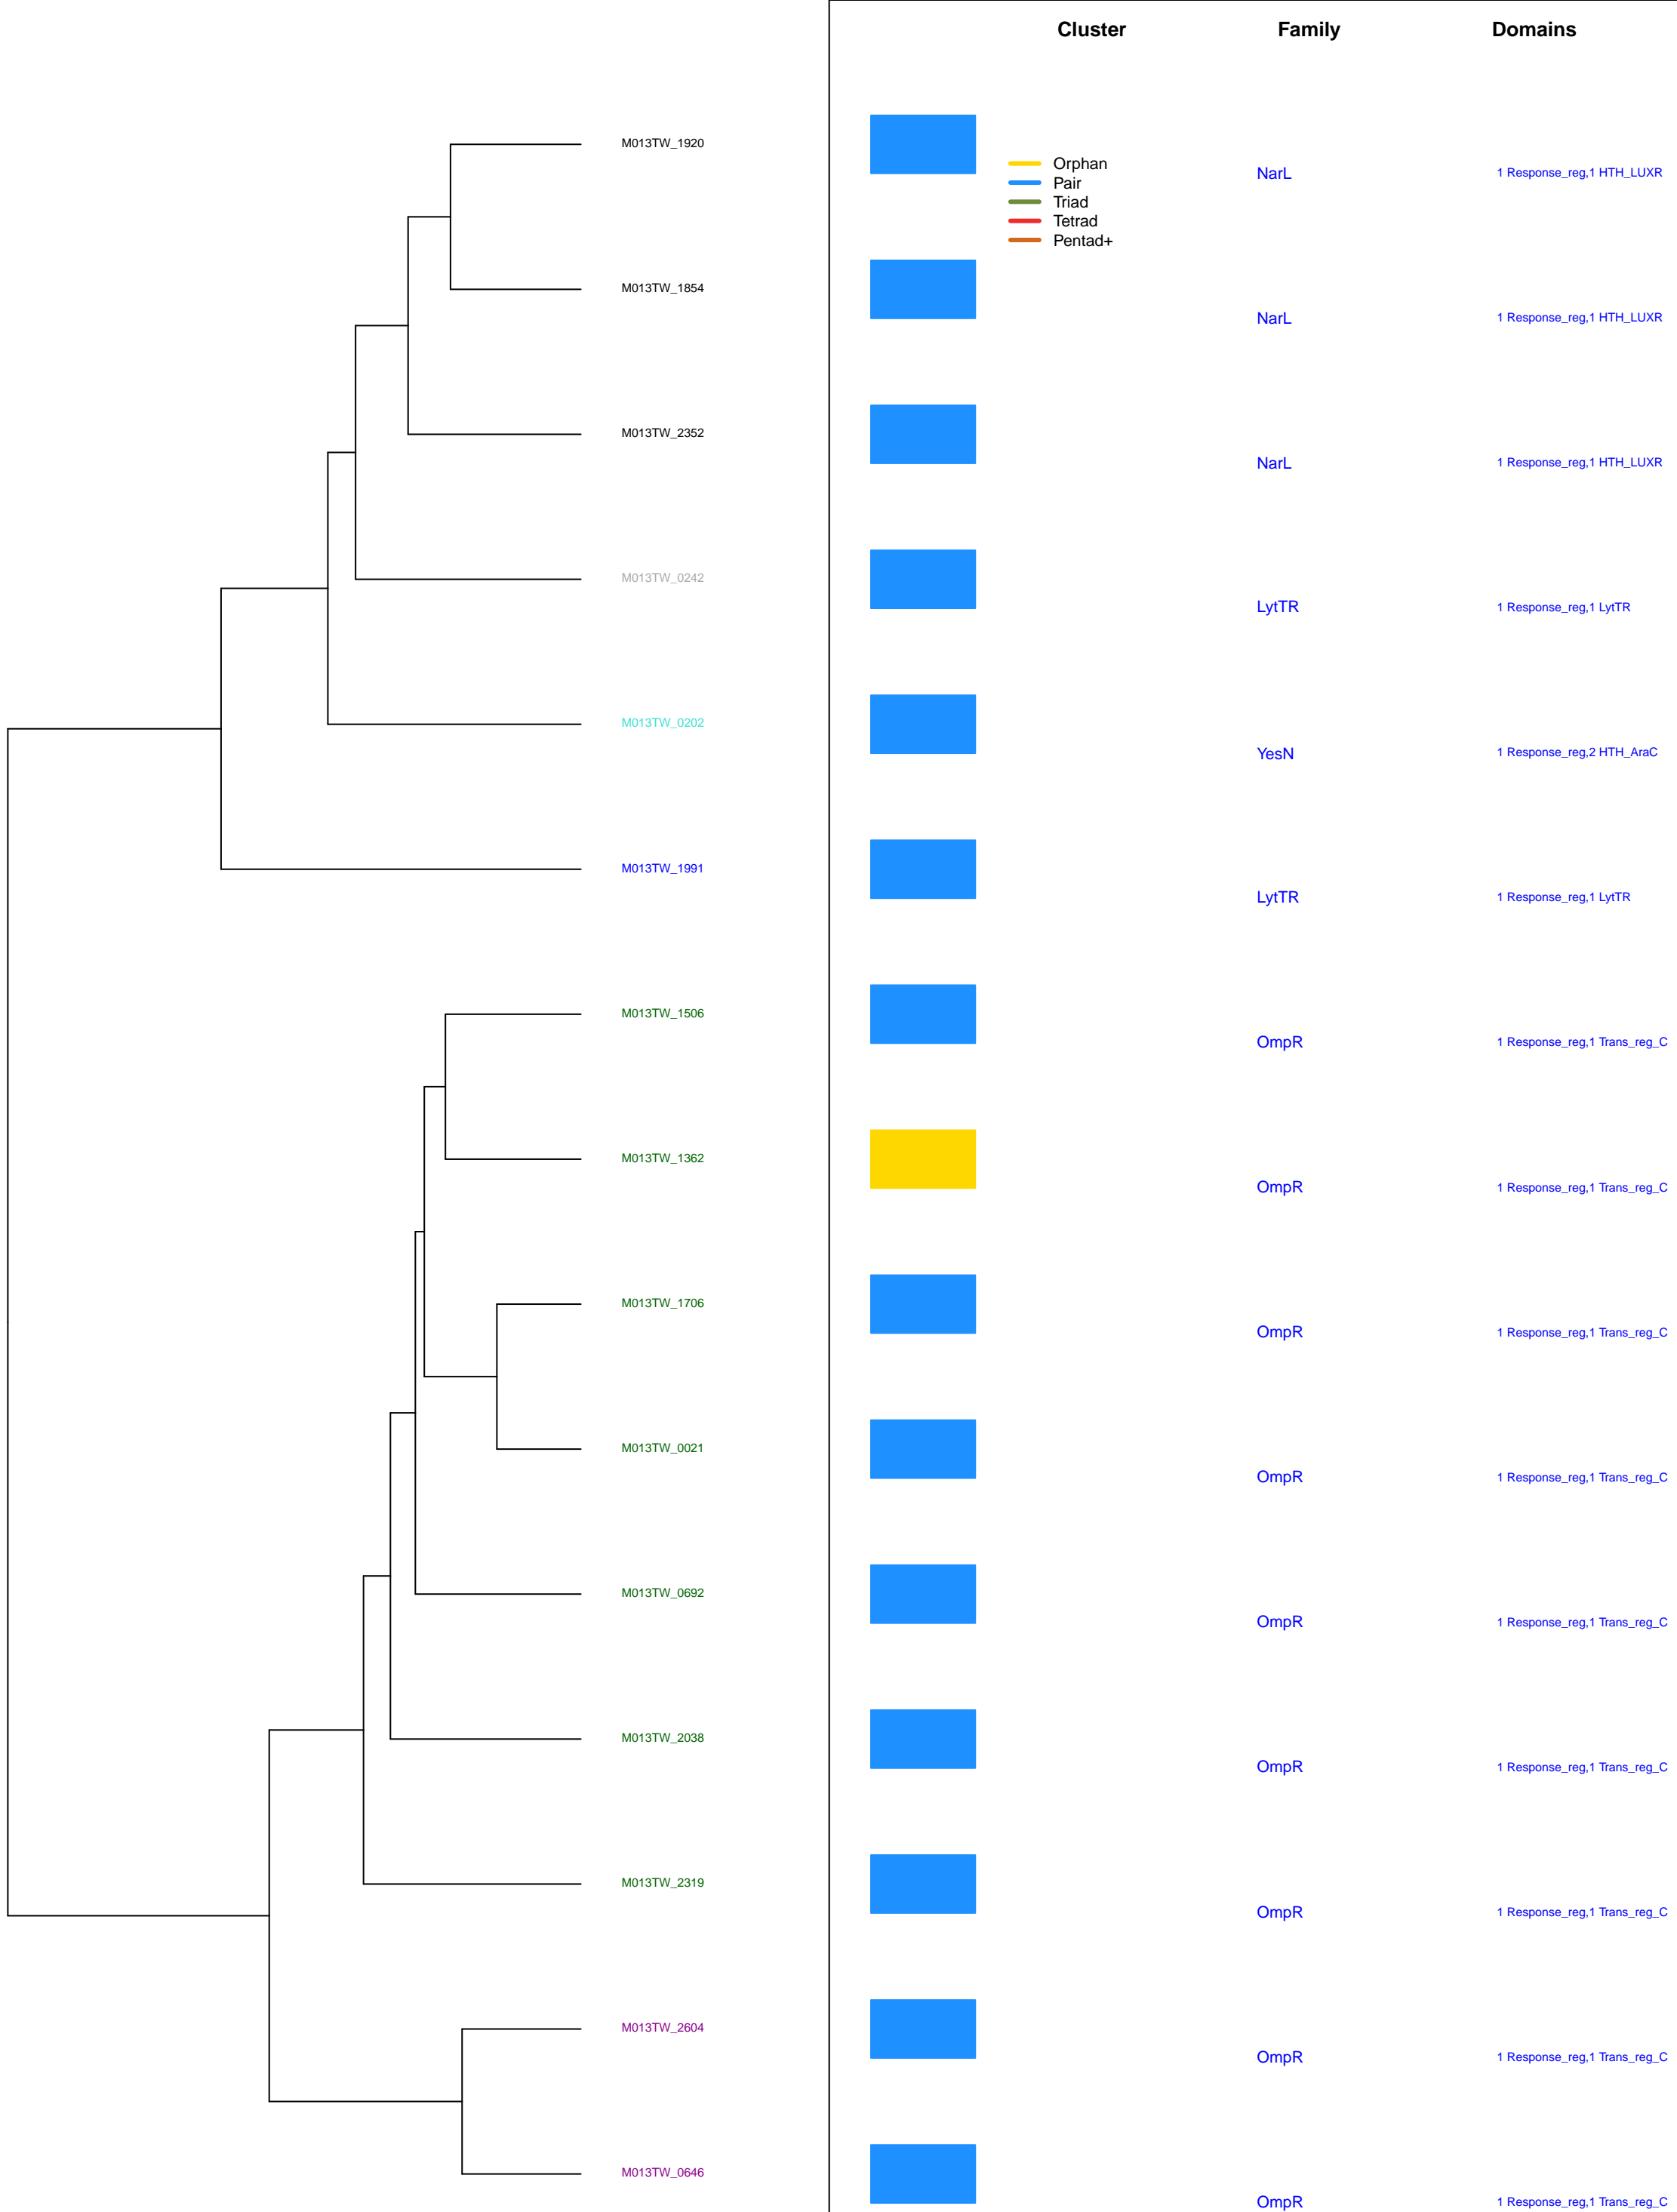 Cluster Family Domains
M013TW_1920
Orphan
NarL 1 Response_reg,1 HTH_LUXR
Pair
Triad
Tetrad
Pentad+
M013TW_1854
NarL 1 Response_reg,1 HTH_LUXR
M013TW_2352
NarL 1 Response_reg,1 HTH_LUXR
M013TW_0242
LytTR 1 Response_reg,1 LytTR
M013TW_0202
YesN 1 Response_reg,2 HTH_AraC
M013TW_1991
LytTR 1 Response_reg,1 LytTR
M013TW_1506
OmpR 1 Response_reg,1 Trans_reg_C
M013TW_1362
OmpR 1 Response_reg,1 Trans_reg_C
M013TW_1706
OmpR 1 Response_reg,1 Trans_reg_C
M013TW_0021
OmpR 1 Response_reg,1 Trans_reg_C
M013TW_0692
OmpR 1 Response_reg,1 Trans_reg_C
M013TW_2038
OmpR 1 Response_reg,1 Trans_reg_C
M013TW_2319
OmpR 1 Response_reg,1 Trans_reg_C
M013TW_2604
OmpR 1 Response_reg,1 Trans_reg_C
M013TW_0646
OmpR 1 Response_reg,1 Trans_reg_C